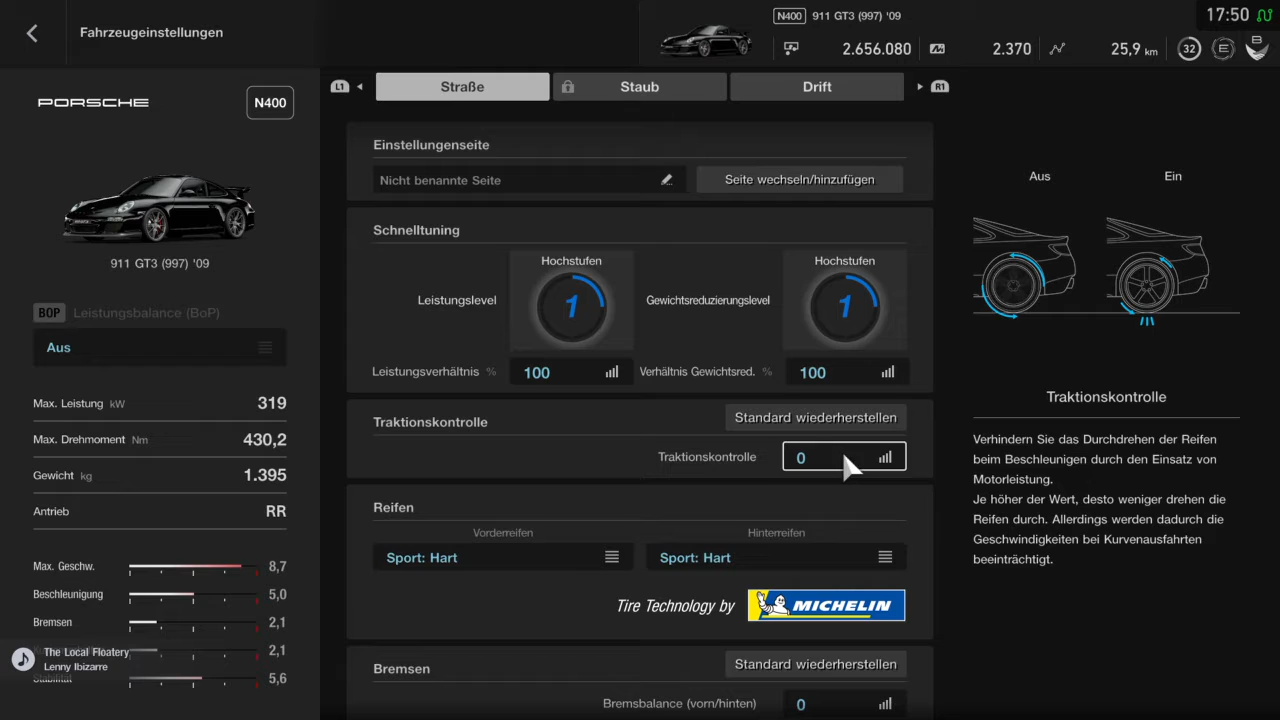 Fahrzeugeinstellungen
N400 911 GT3 (997) '09
2.656.080
2.370
25,9 km
32
E
B
17:50
PORSCHE
N400
911 GT3 (997) '09
BOP Leistungsbalance (BoP)
Aus
Max. Leistung kW 319
Max. Drehmoment Nm 430,2
Gewicht kg 1.395
Antrieb RR
Max. Geschw. 8,7
Beschleunigung 5,0
Bremsen 2,1
2,1
Stabilität 5,6
The Local Floatery
Lenny Ibizarre
L1 Straße Staub Drift R1
Einstellungenseite
Nicht benannte Seite Seite wechseln/hinzufügen
Schnelltuning
Hochstufen Hochstufen
Leistungslevel 1 Gewichtsreduzierungslevel 1
Leistungsverhältnis % 100 Verhältnis Gewichtsred. % 100
Traktionskontrolle Standard wiederherstellen
Traktionskontrolle 0
Reifen
Vorderreifen Hinterreifen
Sport: Hart Sport: Hart
Tire Technology by MICHELIN
Bremsen Standard wiederherstellen
Bremsbalance (vorn/hinten) 0
Aus Ein
Traktionskontrolle
Verhindern Sie das Durchdrehen der Reifen
beim Beschleunigen durch den Einsatz von
Motorleistung.
Je höher der Wert, desto weniger drehen die
Reifen durch. Allerdings werden dadurch die
Geschwindigkeiten bei Kurvenausfahrten
beeinträchtigt.